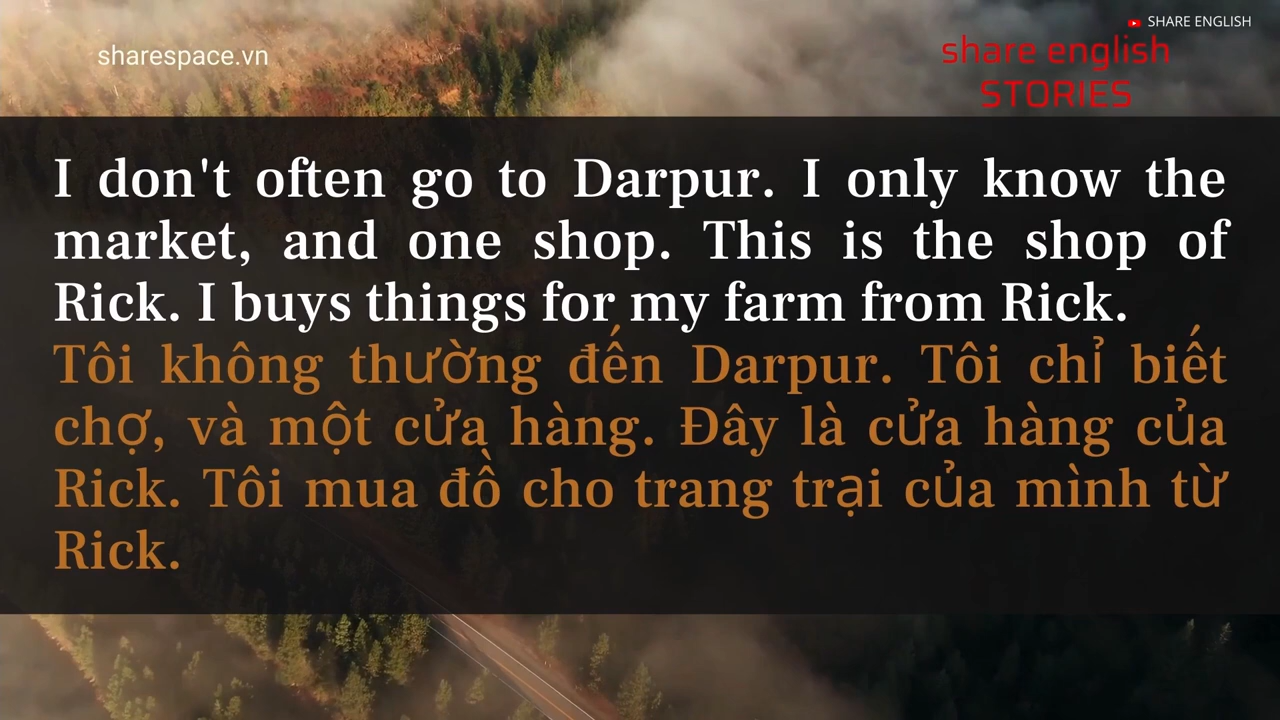 SHARE ENGLISH
sharespace.vn
share english
STORIES
I don't often go to Darpur. I only know the
market, and one shop. This is the shop of
Rick. I buys things for my farm from Rick.
Tôi không thường đến Darpur. Tôi chỉ biết
chợ, và một cửa hàng. Đây là cửa hàng của
Rick. Tôi mua đồ cho trang trại của mình từ
Rick.